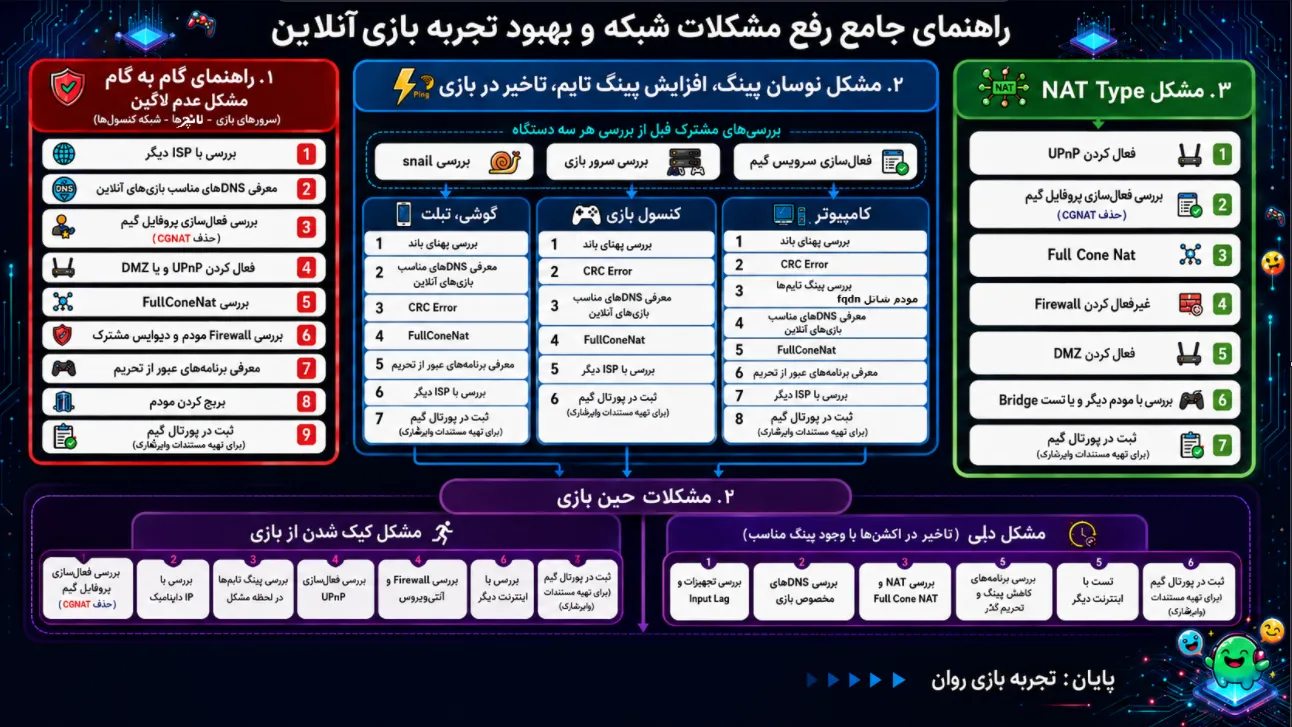 راهنمای جامع رفع مشکلات شبکه و بهبود تجربه بازی آنلاین
۱. راهنمای گام به گام
مشکل عدم لاگین
(سرورهای بازی - لانچرها - شبکه کنسول‌ها)
1 بررسی با ISP دیگر
DNS
2 معرفی DNSهای مناسب بازی‌های آنلاین
3 بررسی فعال‌سازی پروفایل گیم
(حذف CGNAT)
4 فعال کردن UPnP و یا DMZ
5 بررسی FullConeNat
6 بررسی Firewall مودم و دیوایس مشترک
7 معرفی برنامه‌های عبور از تحریم
8 بریج کردن مودم
9 ثبت در پورتال گیم
(برای تهیه مستندات وایرشارک)
۲. مشکل نوسان پینگ، افزایش پینگ تایم، تاخیر در بازی
Ping
بررسی‌های مشترک قبل از بررسی هر سه دستگاه
فعال‌سازی سرویس گیم
بررسی سرور بازی
بررسی snail
کامپیوتر
1 بررسی پهنای باند
2 CRC Error
3 بررسی پینگ تایم‌ها
مودم شاتل fqdn
4 معرفی DNSهای مناسب
بازی‌های آنلاین
5 FullConeNat
6 معرفی برنامه‌های عبور از تحریم
7 بررسی با ISP دیگر
8 ثبت در پورتال گیم
(برای تهیه مستندات وایرشارک)
کنسول بازی
1 بررسی پهنای باند
2 CRC Error
3 معرفی DNSهای مناسب
بازی‌های آنلاین
4 FullConeNat
5 بررسی با ISP دیگر
6 ثبت در پورتال گیم
(برای تهیه مستندات وایرشارک)
گوشی، تبلت
1 بررسی پهنای باند
2 معرفی DNSهای مناسب
بازی‌های آنلاین
3 CRC Error
4 FullConeNat
5 معرفی برنامه‌های عبور از تحریم
6 بررسی با ISP دیگر
7 ثبت در پورتال گیم
(برای تهیه مستندات وایرشارک)
۳. مشکل NAT Type
NAT
1 فعال کردن UPnP
2 بررسی فعال‌سازی پروفایل گیم
(حذف CGNAT)
3 Full Cone Nat
4 غیرفعال کردن Firewall
5 فعال کردن DMZ
6 بررسی با مودم دیگر و یا تست Bridge
7 ثبت در پورتال گیم
(برای تهیه مستندات وایرشارک)
۲. مشکلات حین بازی
مشکل کیک شدن از بازی
1
بررسی فعال‌سازی
پروفایل گیم
(حذف CGNAT)
2
بررسی با
IP داینامیک
3
بررسی پینگ تایم‌ها
در لحظه مشکل
4
بررسی فعال‌سازی
UPnP
4
بررسی Firewall و
آنتی‌ویروس
6
بررس با
اینترنت دیگر
ثبت در پورتال گیم
(برای تهیه مستندات
وایرشارک)
مشکل دیلی (تاخیر در اکشن‌ها با وجود پینگ مناسب)
1
بررسی تجهیزات و
Input Lag
2
بررسی DNSهای
مخصوص بازی
3
بررسی NAT و
Full Cone NAT
5
بررسی برنامه‌های
کاهش پینگ و
تحریم گذر
5
تست با
اینترنت دیگر
6
ثبت در پورتال گیم
(برای تهیه مستندات
وایرشارک)
پایان: تجربه بازی روان